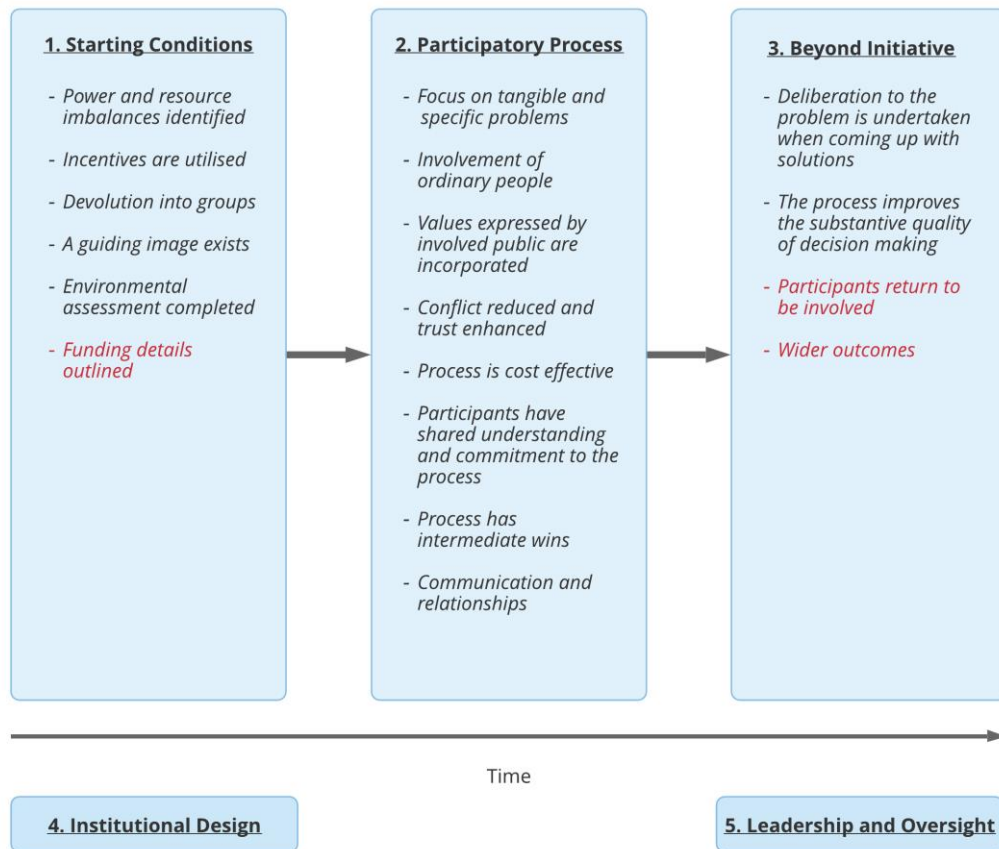 1. Starting Conditions
- Power and resource
imbalances identified
- Incentives are utilised
- Devolution into groups
- A guiding image exists
- Environmental
assessment completed
- Funding details
outlined
2. Participatory Process
- Focus on tangible and
specific problems
- Involvement of
ordinary people
- Values expressed by
involved public are
incorporated
- Conflict reduced and
trust enhanced
- Process is cost effective
- Participants have
shared understanding
and commitment to the
process
- Process has
intermediate wins
- Communication and
relationships
3. Beyond Initiative
- Deliberation to the
problem is undertaken
when coming up with
solutions
- The process improves
the substantive quality
of decision making
- Participants return to
be involved
- Wider outcomes
Time
4. Institutional Design
5. Leadership and Oversight